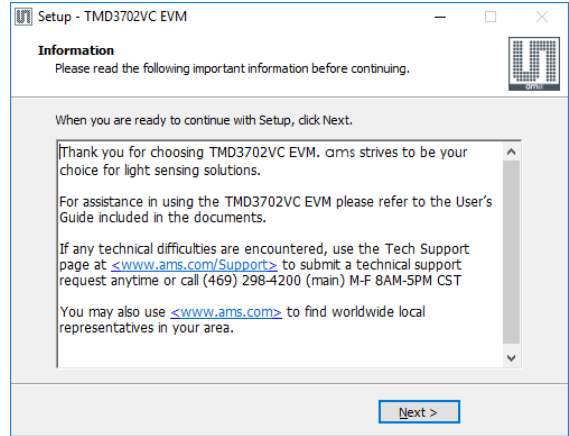 Setup - TMD3702VC EVM
Information
Please read the following important information before continuing.
amu
When you are ready to continue with Setup, click Next.
Thank you for choosing TMD3702VC EVM. ams strives to be your
choice for light sensing solutions.
For assistance in using the TMD3702VC EVM please refer to the User's
Guide included in the documents.
If any technical difficulties are encountered, use the Tech Support
page at <www.ams.com/Support> to submit a technical support
request anytime or call (469) 298-4200 (main) M-F 8AM-5PM CST
You may also use <www.ams.com> to find worldwide local
representatives in your area.
Next >